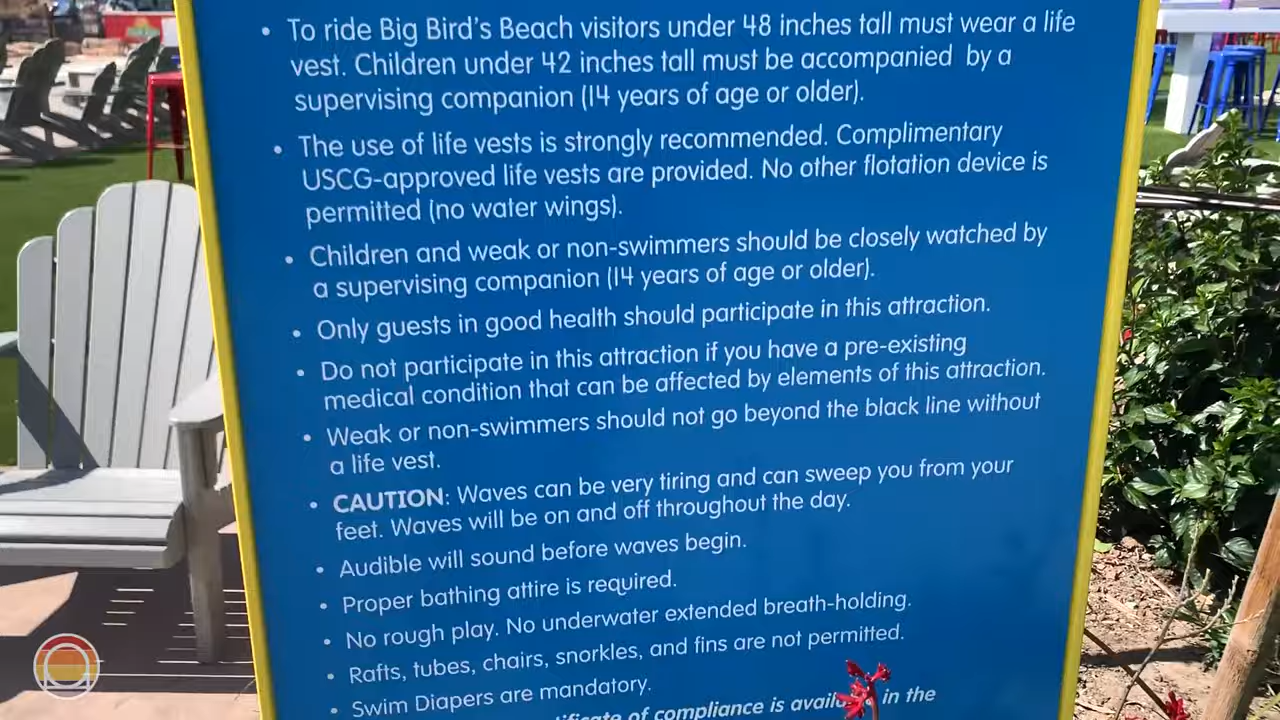 • To ride Big Bird's Beach visitors under 48 inches tall must wear a life
vest. Children under 42 inches tall must be accompanied by a
supervising companion (14 years of age or older).
• The use of life vests is strongly recommended. Complimentary
USCG-approved life vests are provided. No other flotation device is
permitted (no water wings).
• Children and weak or non-swimmers should be closely watched by
a supervising companion (14 years of age or older).
• Only guests in good health should participate in this attraction.
• Do not participate in this attraction if you have a pre-existing
medical condition that can be affected by elements of this attraction.
• Weak or non-swimmers should not go beyond the black line without
a life vest.
• CAUTION: Waves can be very tiring and can sweep you from your
feet. Waves will be on and off throughout the day.
• Audible will sound before waves begin.
• Proper bathing attire is required.
• No rough play. No underwater extended breath-holding.
• Rafts, tubes, chairs, snorkles, and fins are not permitted.
• Swim Diapers are mandatory.
of compliance is in the